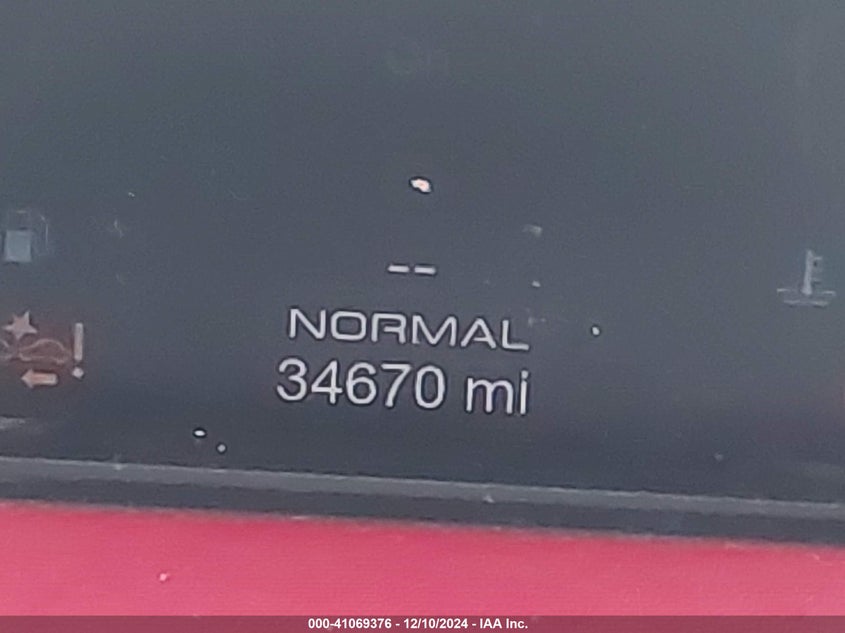 --
NORMAL
34670 mi
000-41069376 - 12/10/2024 - IAA Inc.